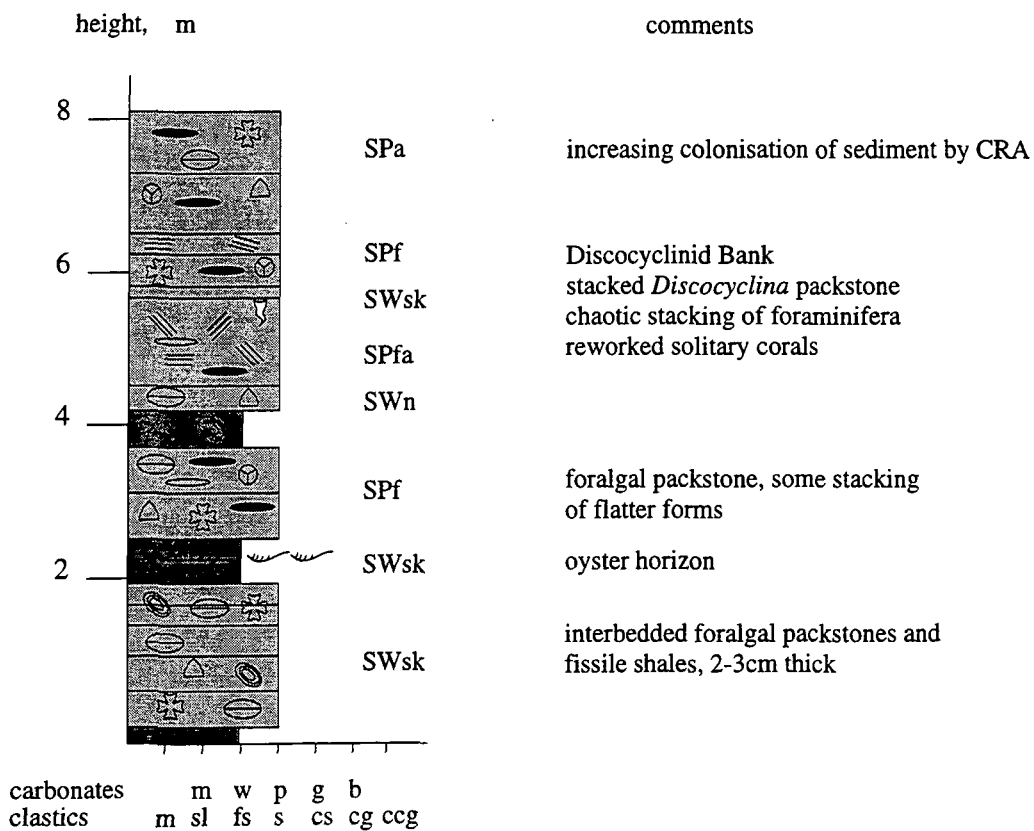 height, m comments
8
SPa increasing colonisation of sediment by CRA
6 SPf Discocyclinid Bank
SWsk stacked Discocyclina packstone
chaotic stacking of foraminifera
SPfa reworked solitary corals
SWn
4
SPf foralgal packstone, some stacking
of flatter forms
2 SWsk oyster horizon
SWsk interbedded foralgal packstones and
fissile shales, 2-3cm thick
carbonates m w p g b
clastics m sl fs s cs cg ccg